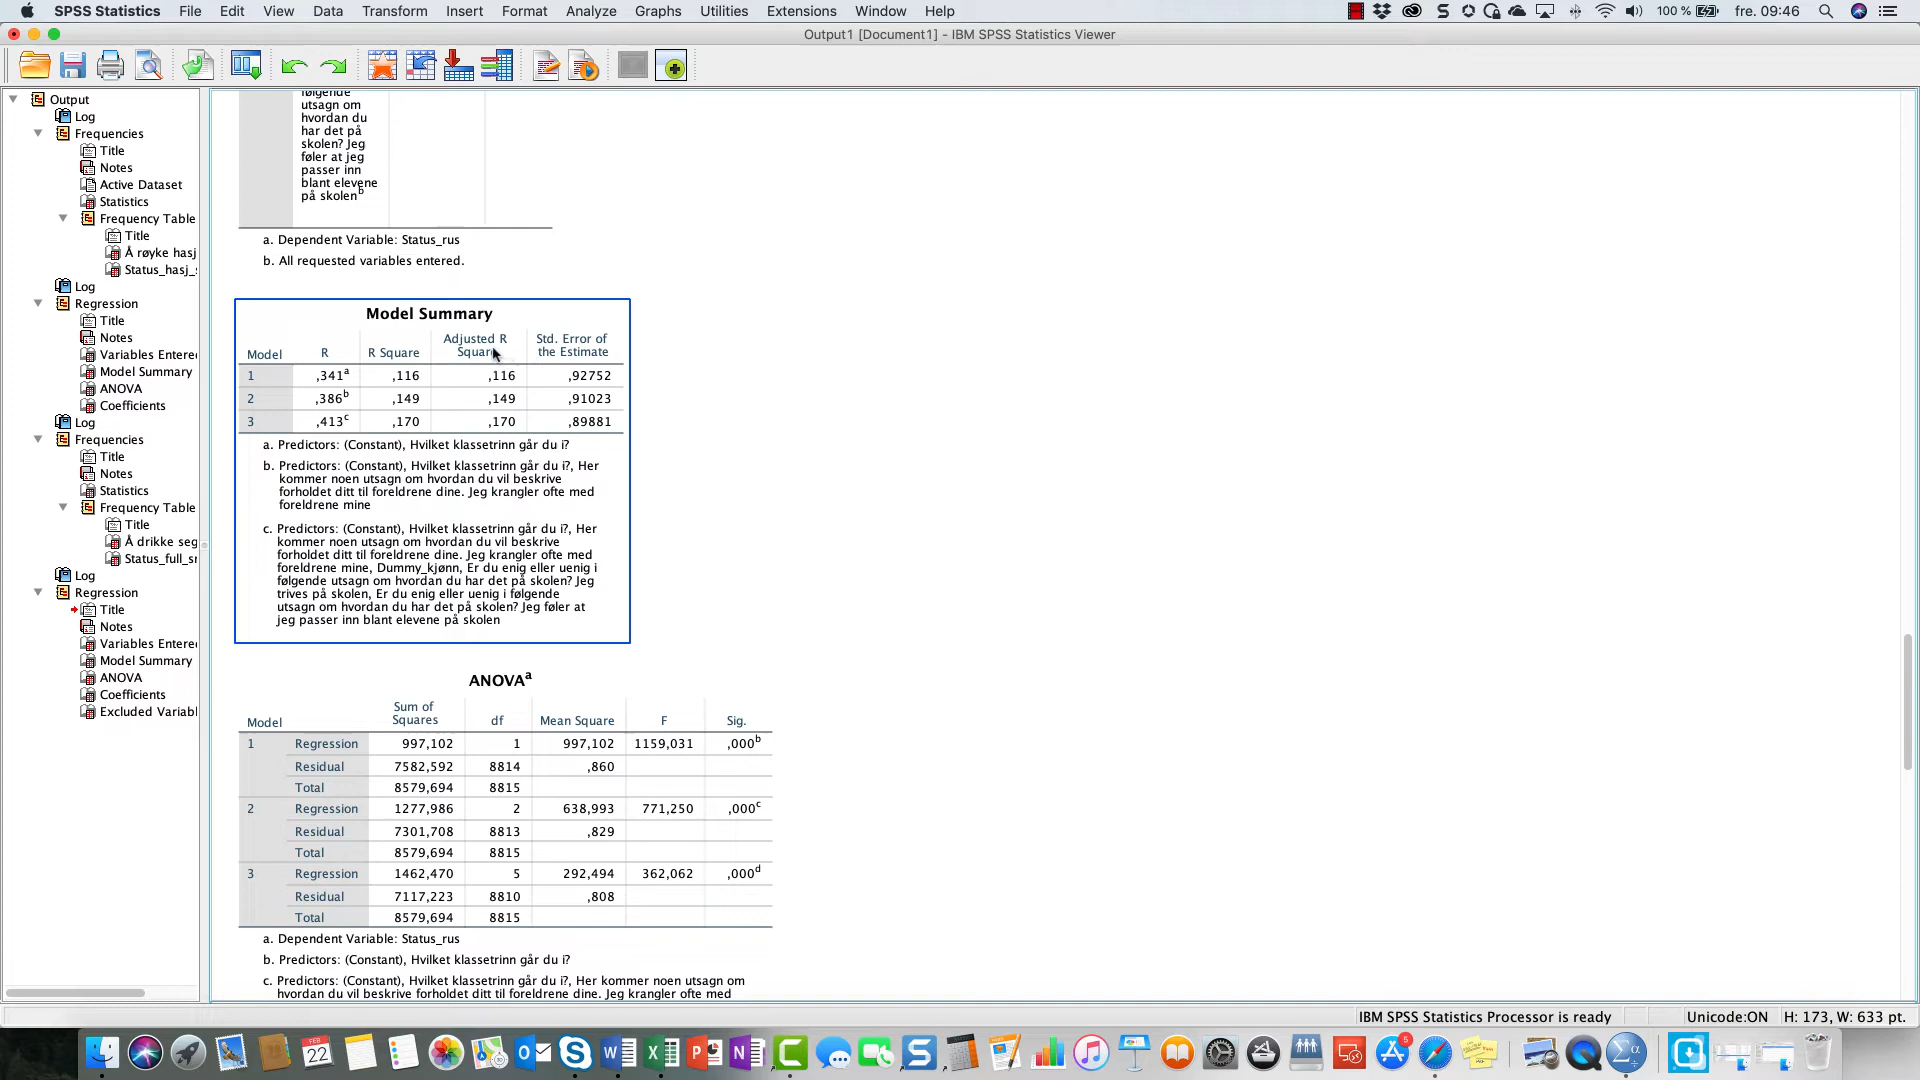 SPSS Statistics File Edit View Data Transform Insert Format Analyze Graphs Utilities Extensions Window Help 100 % fre. 09:46
Output1 [Document1] - IBM SPSS Statistics Viewer
Output
Log
Frequencies
Title
Notes
Active Dataset
Statistics
Frequency Table
Title
Å røyke hasj
Status_hasj_s
Log
Regression
Title
Notes
Variables Entere
Model Summary
ANOVA
Coefficients
Log
Frequencies
Title
Notes
Statistics
Frequency Table
Title
Å drikke seg
Status_full_sn
Log
Regression
Title
Notes
Variables Entere
Model Summary
ANOVA
Coefficients
Excluded Variabl
følgende
utsagn om
hvordan du
har det på
skolen? Jeg
føler at jeg
passer inn
blant elevene
på skolen b
a. Dependent Variable: Status_rus
b. All requested variables entered.
Model Summary
Model R R Square Adjusted R Square Std. Error of the Estimate
1 ,341a ,116 ,116 ,92752
2 ,386b ,149 ,149 ,91023
3 ,413c ,170 ,170 ,89881
a. Predictors: (Constant), Hvilket klassetrinn går du i?
b. Predictors: (Constant), Hvilket klassetrinn går du i?, Her
kommer noen utsagn om hvordan du vil beskrive
forholdet ditt til foreldrene dine. Jeg krangler ofte med
foreldrene mine
c. Predictors: (Constant), Hvilket klassetrinn går du i?, Her
kommer noen utsagn om hvordan du vil beskrive
forholdet ditt til foreldrene dine. Jeg krangler ofte med
foreldrene mine, Dummy_kjønn, Er du enig eller uenig i
følgende utsagn om hvordan du har det på skolen? Jeg
trives på skolen, Er du enig eller uenig i følgende
utsagn om hvordan du har det på skolen? Jeg føler at
jeg passer inn blant elevene på skolen
ANOVAa
Model Sum of Squares df Mean Square F Sig.
1 Regression 997,102 1 997,102 1159,031 ,000b
Residual 7582,592 8814 ,860
Total 8579,694 8815
2 Regression 1277,986 2 638,993 771,250 ,000c
Residual 7301,708 8813 ,829
Total 8579,694 8815
3 Regression 1462,470 5 292,494 362,062 ,000d
Residual 7117,223 8810 ,808
Total 8579,694 8815
a. Dependent Variable: Status_rus
b. Predictors: (Constant), Hvilket klassetrinn går du i?
c. Predictors: (Constant), Hvilket klassetrinn går du i?, Her kommer noen utsagn om
hvordan du vil beskrive forholdet ditt til foreldrene dine. Jeg krangler ofte med
IBM SPSS Statistics Processor is ready Unicode:ON H: 173, W: 633 pt.
FEB
22
5